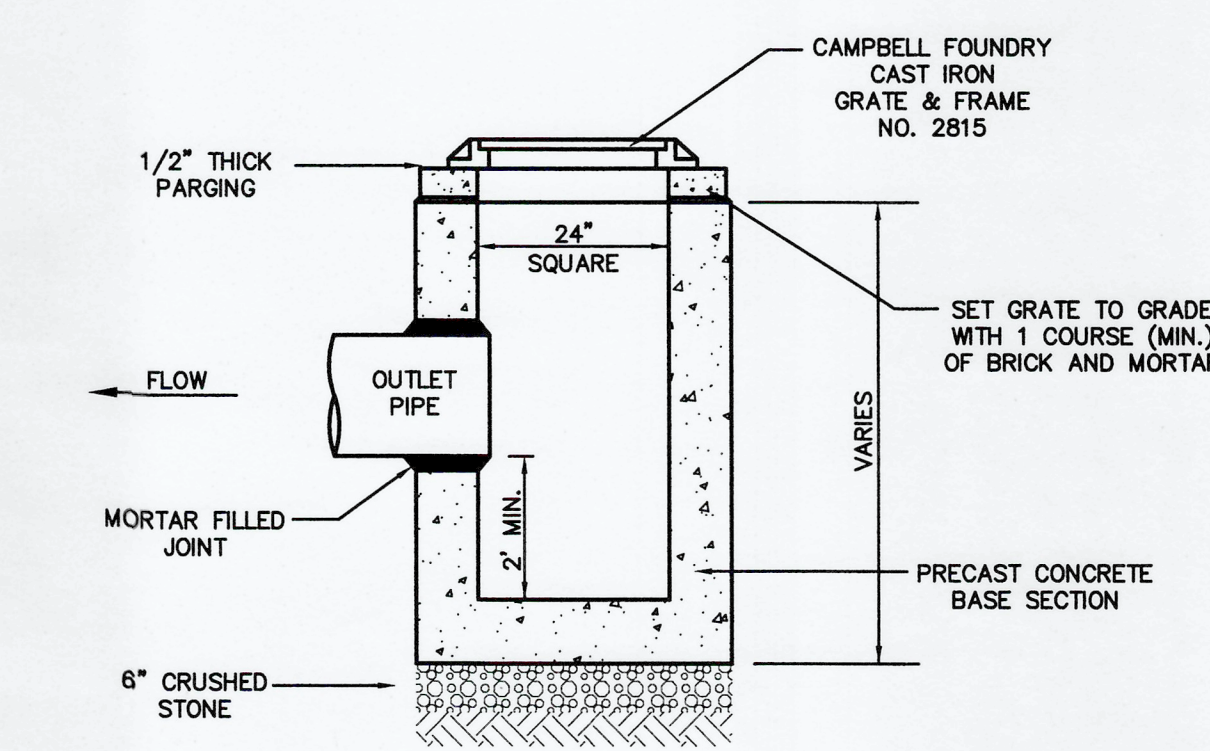 CAMPBELL FOUNDRY
CAST IRON
GRATE & FRAME
NO. 2815
1/2" THICK
PARGING
24"
SQUARE
SET GRATE TO GRADE
WITH 1 COURSE (MIN.)
OF BRICK AND MORTAR
FLOW
OUTLET
PIPE
VARIES
2' MIN.
MORTAR FILLED
JOINT
PRECAST CONCRETE
BASE SECTION
6" CRUSHED
STONE